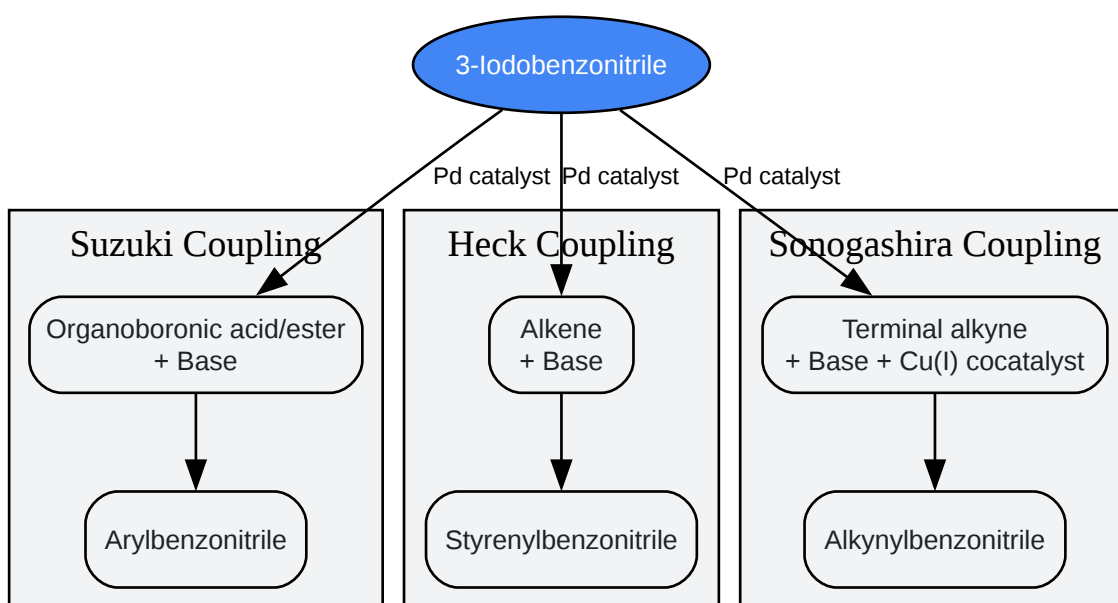 3-Iodobenzonitrile
Pd catalyst
Pd catalyst
Pd catalyst
Suzuki Coupling
Heck Coupling
Sonogashira Coupling
Organoboronic acid/ester
+ Base
Alkene
+ Base
Terminal alkyne
+ Base + Cu(I) cocatalyst
Arylbenzonitrile
Styrenylbenzonitrile
Alkynylbenzonitrile